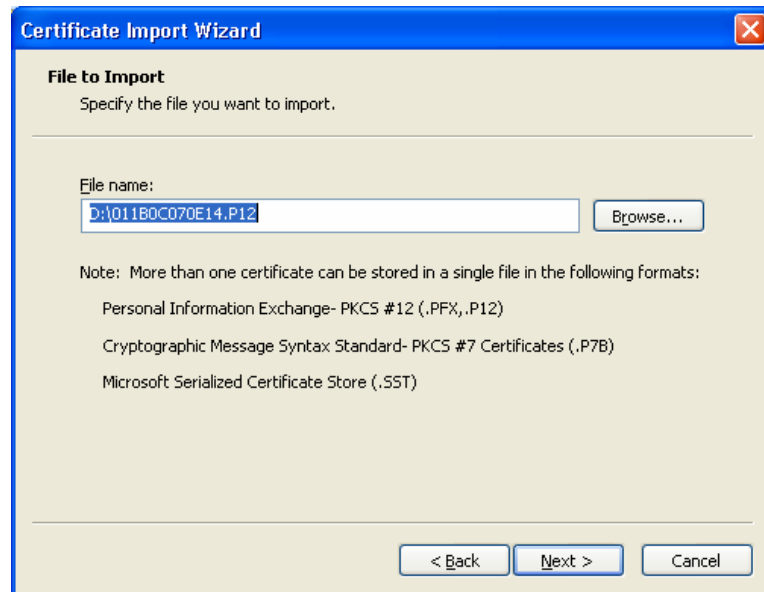 Certificate Import Wizard
File to Import
Specify the file you want to import.
File name:
D:\011B0C070E14.P12
Browse...
Note: More than one certificate can be stored in a single file in the following formats:
Personal Information Exchange- PKCS #12 (.PFX,.P12)
Cryptographic Message Syntax Standard- PKCS #7 Certificates (.P7B)
Microsoft Serialized Certificate Store (.SST)
< Back Next > Cancel